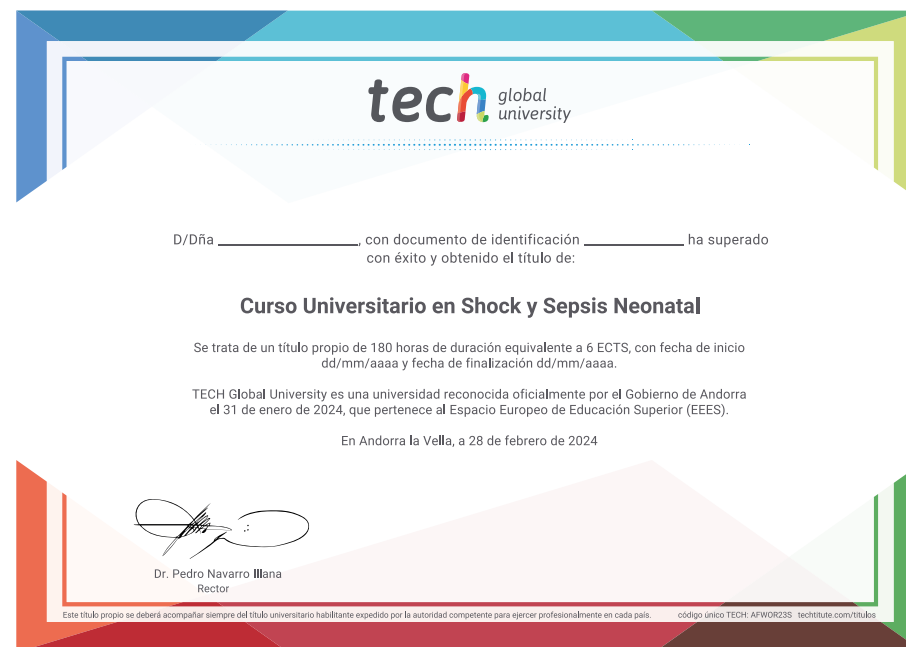 tech global university
D/Dña ____________, con documento de identificación ____________ ha superado
con éxito y obtenido el título de:
Curso Universitario en Shock y Sepsis Neonatal
Se trata de un título propio de 180 horas de duración equivalente a 6 ECTS, con fecha de inicio
dd/mm/aaaa y fecha de finalización dd/mm/aaaa.
TECH Global University es una universidad reconocida oficialmente por el Gobierno de Andorra
el 31 de enero de 2024, que pertenece al Espacio Europeo de Educación Superior (EEES).
En Andorra la Vella, a 28 de febrero de 2024
Dr. Pedro Navarro Illana
Rector
Este título propio se deberá acompañar siempre del título universitario habilitante expedido por la autoridad competente para ejercer profesionalmente en cada país. código único TECH: AFWOR23S techtitute.com/titulos